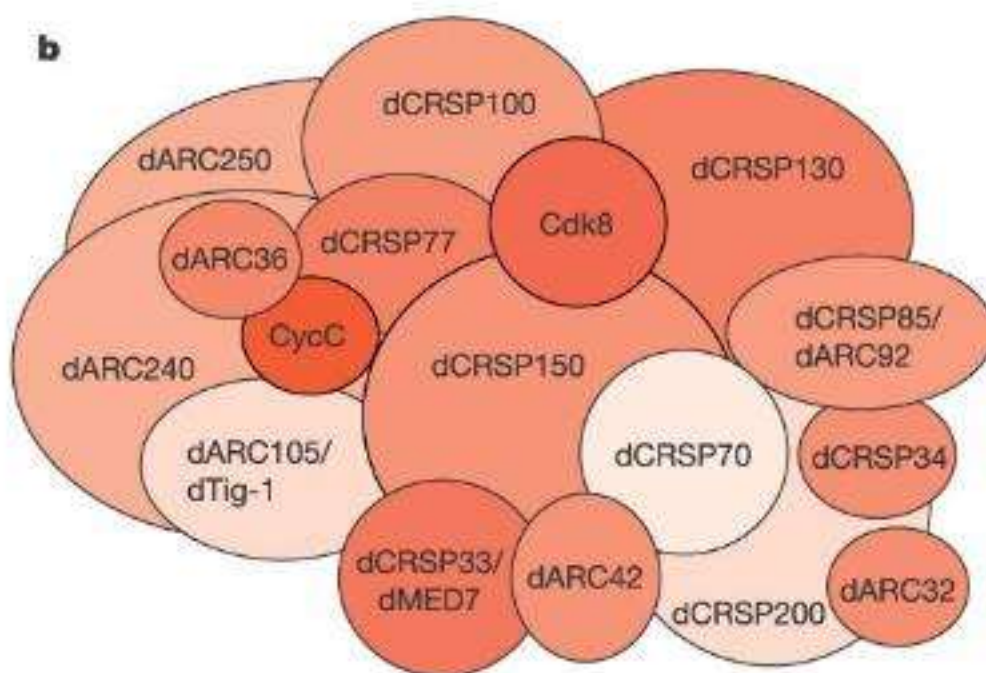 b
dCRSP100
dARC250
dCRSP130
Cdk8
dCRSP77
dARC36
CycC
dCRSP85/
dARC92
dARC240
dCRSP150
dARC105/
dTig-1
dCRSP70
dCRSP34
dCRSP33/
dMED7
dARC42
dCRSP200
dARC32